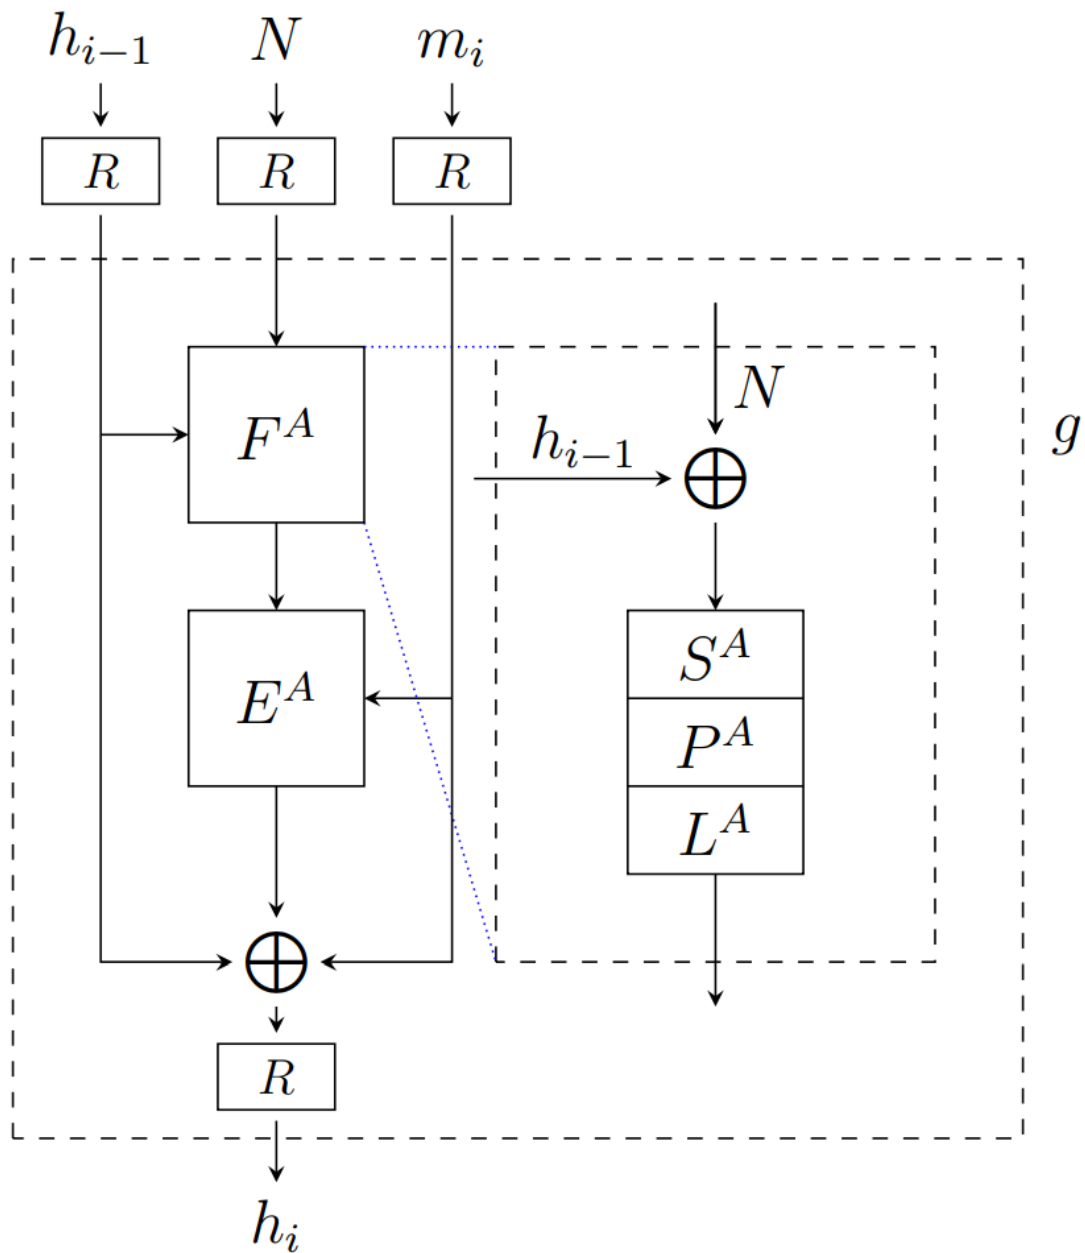 h_{i-1} N m_i
R R R
N
F^A
h_{i-1}
g
S^A
E^A
P^A
L^A
R
h_i